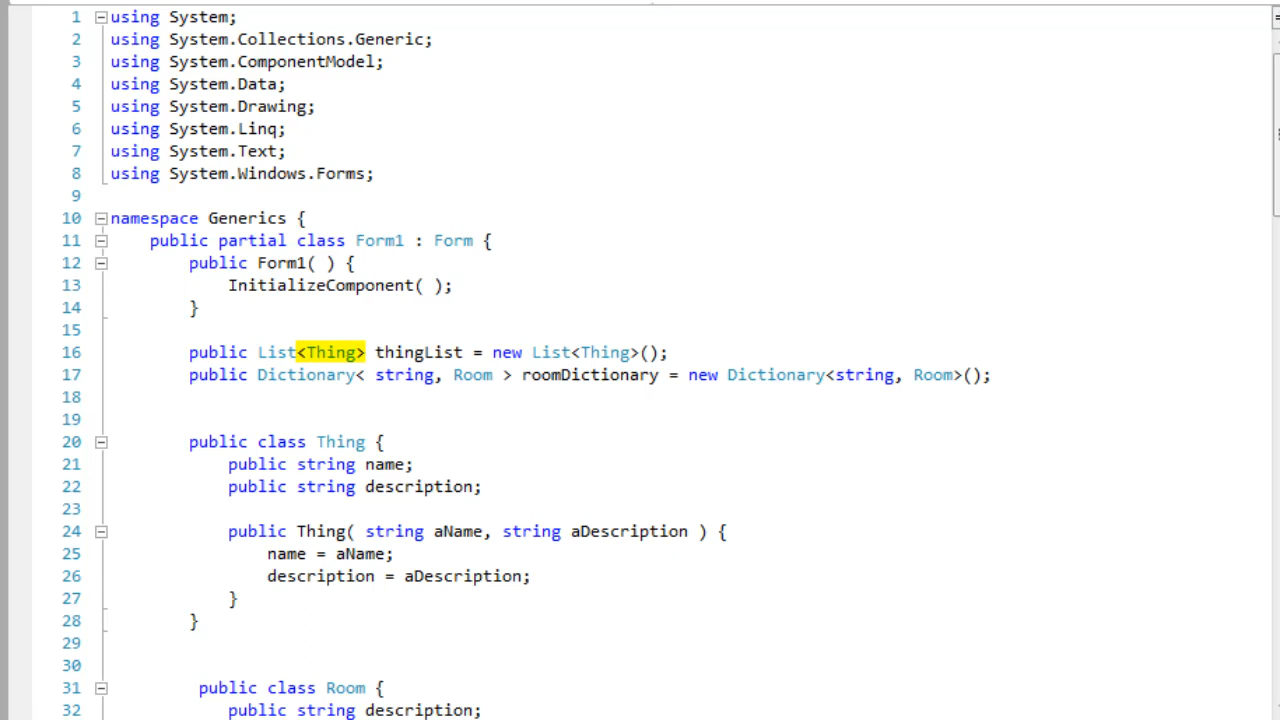 1 using System;
2 using System.Collections.Generic;
3 using System.ComponentModel;
4 using System.Data;
5 using System.Drawing;
6 using System.Linq;
7 using System.Text;
8 using System.Windows.Forms;
9
10 namespace Generics {
11 public partial class Form1 : Form {
12 public Form1( ) {
13 InitializeComponent( );
14 }
15
16 public List<Thing> thingList = new List<Thing>();
17 public Dictionary< string, Room > roomDictionary = new Dictionary<string, Room>();
18
19
20 public class Thing {
21 public string name;
22 public string description;
23
24 public Thing( string aName, string aDescription ) {
25 name = aName;
26 description = aDescription;
27 }
28 }
29
30
31 public class Room {
32 public string description;